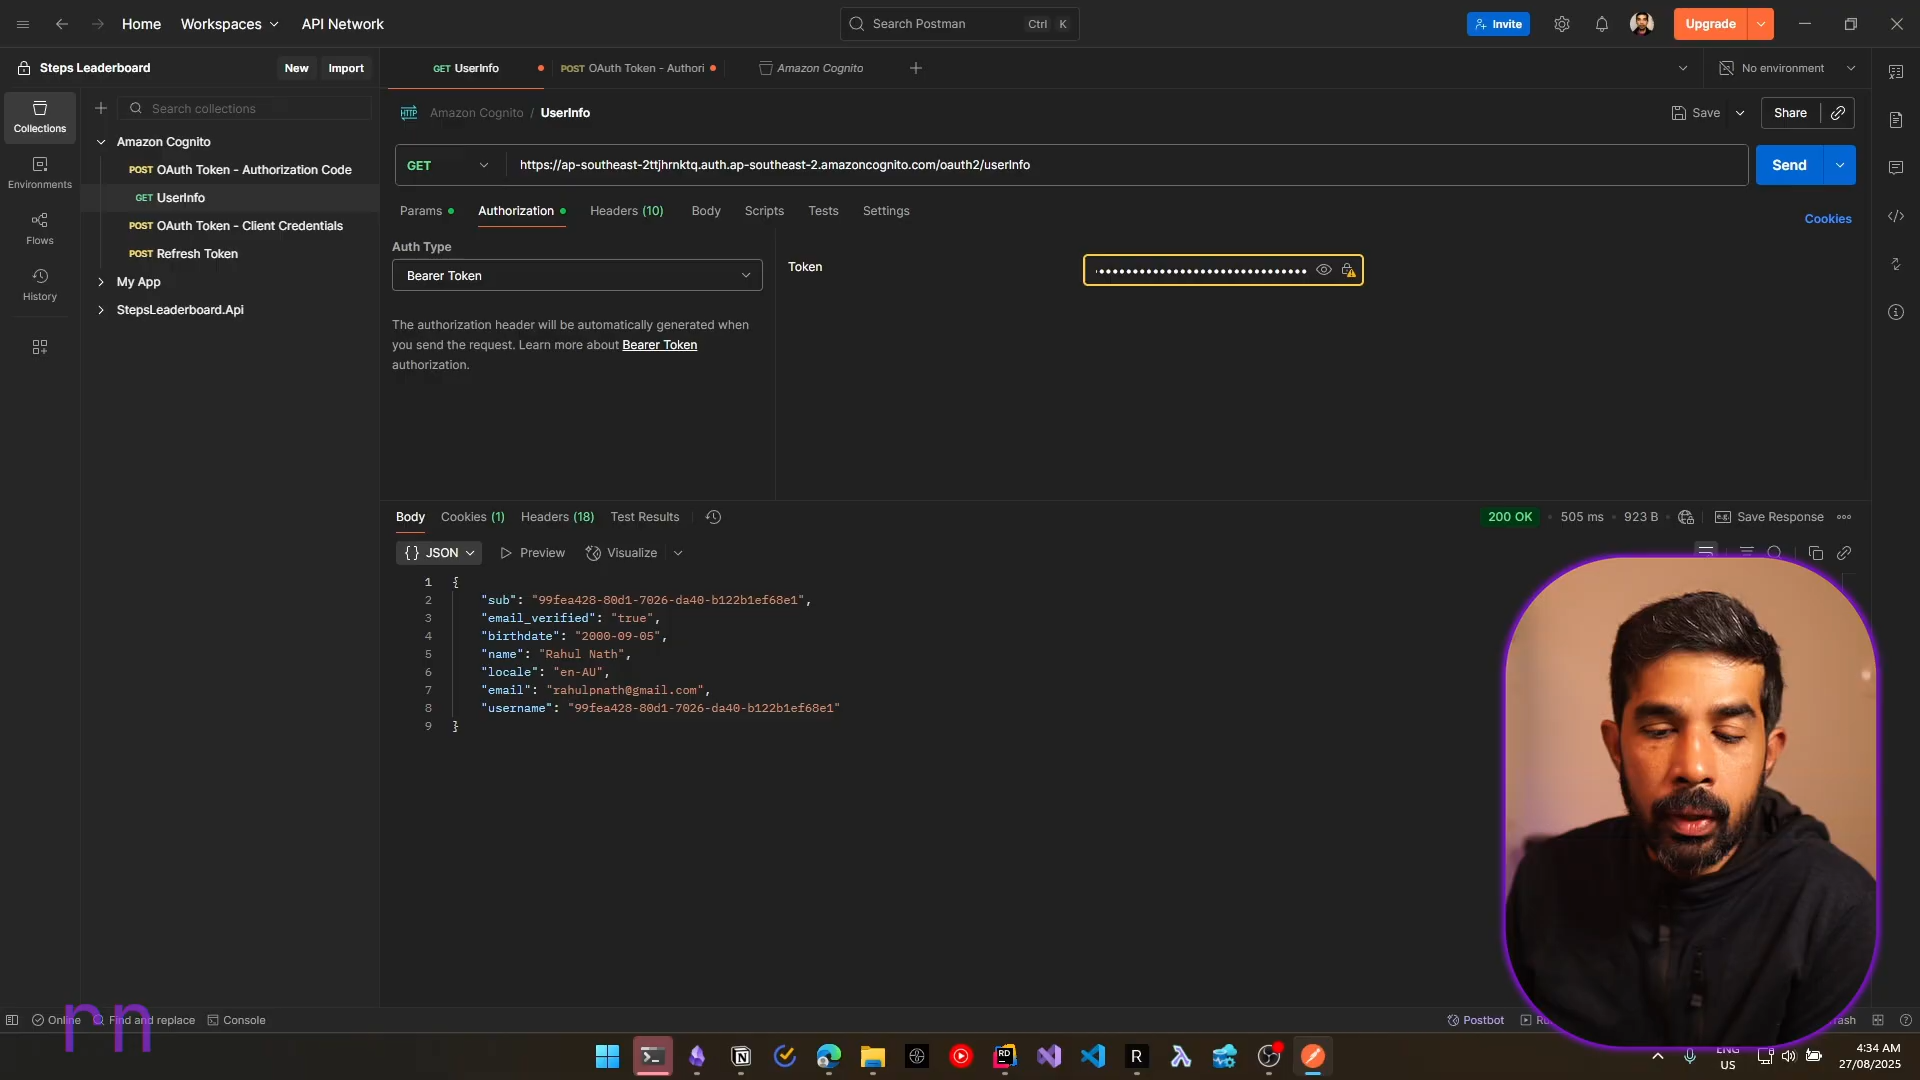 Home Workspaces API Network Search Postman Ctrl K Invite Upgrade
Steps Leaderboard New Import GET UserInfo POST OAuth Token - Authori Amazon Cognito No environment
Search collections
HTTP Amazon Cognito / UserInfo Save Share
Collections
Amazon Cognito
POST OAuth Token - Authorization Code
GET UserInfo
POST OAuth Token - Client Credentials
POST Refresh Token
My App
StepsLeaderboard.Api
Environments
Flows
History
GET https://ap-southeast-2ttjhrnktq.auth.ap-southeast-2.amazoncognito.com/oauth2/userInfo Send
Params Authorization Headers (10) Body Scripts Tests Settings Cookies
Auth Type
Bearer Token
Token
The authorization header will be automatically generated when
you send the request. Learn more about Bearer Token
authorization.
Body Cookies (1) Headers (18) Test Results 200 OK 505 ms 923 B e.g. Save Response
{} JSON Preview Visualize
1 {
2 "sub": "99fea428-80d1-7026-da40-b122b1ef68e1",
3 "email_verified": "true",
4 "birthdate": "2000-09-05",
5 "name": "Rahul Nath",
6 "locale": "en-AU",
7 "email": "rahulpnath@gmail.com",
8 "username": "99fea428-80d1-7026-da40-b122b1ef68e1"
9 }
rn
Online Find and replace Console Postbot
ENG
US
4:34 AM
27/08/2025